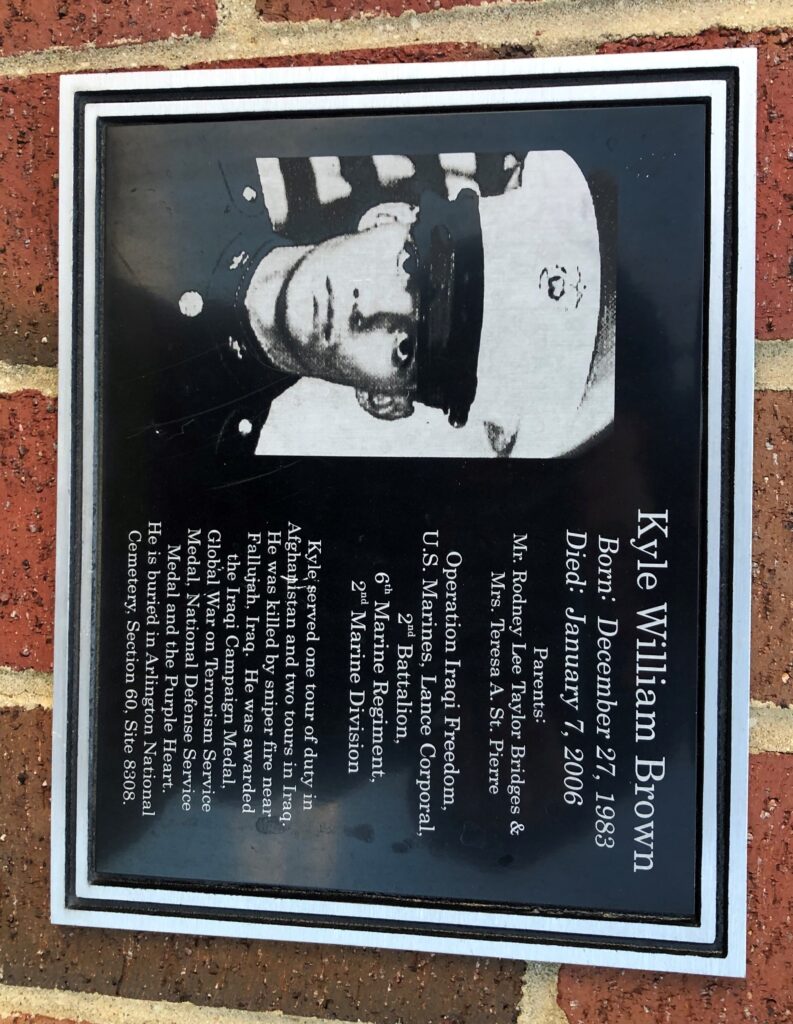 Kyle William Brown
Born: December 27, 1983
Died: January 7, 2006
Parents:
Mr. Rodney Lee Taylor Bridges &
Mrs. Teresa A. St. Pierre
Operation Iraqi Freedom,
U.S. Marines, Lance Corporal,
2nd Battalion,
6th Marine Regiment,
2nd Marine Division
Kyle served one tour of duty in
Afghanistan and two tours in Iraq.
He was killed by sniper fire near
Fallujah, Iraq. He was awarded
the Iraqi Campaign Medal,
Global War on Terrorism Service
Medal, National Defense Service
Medal and the Purple Heart.
He is buried in Arlington National
Cemetery, Section 60, Site 8308.